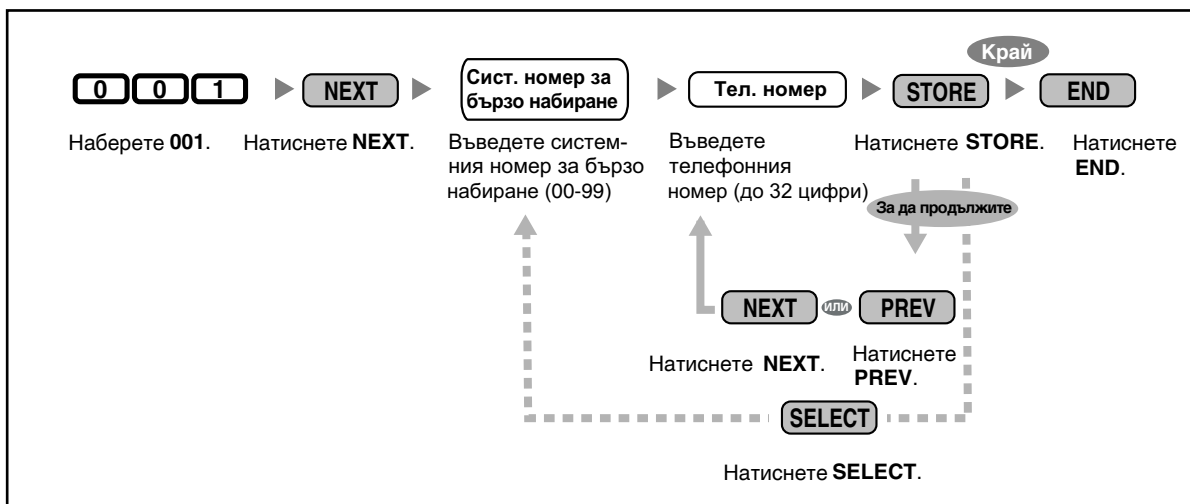 Край
0 0 1
NEXT
Сист. номер за
бързо набиране
Тел. номер
STORE
END
Наберете 001.
Натиснете NEXT.
Въведете систем-
ния номер за бързо
набиране (00-99)
Въведете
телефонния
номер (до 32 цифри)
Натиснете STORE.
Натиснете
END.
За да продължите
NEXT
или
PREV
Натиснете NEXT.
Натиснете
PREV.
SELECT
Натиснете SELECT.